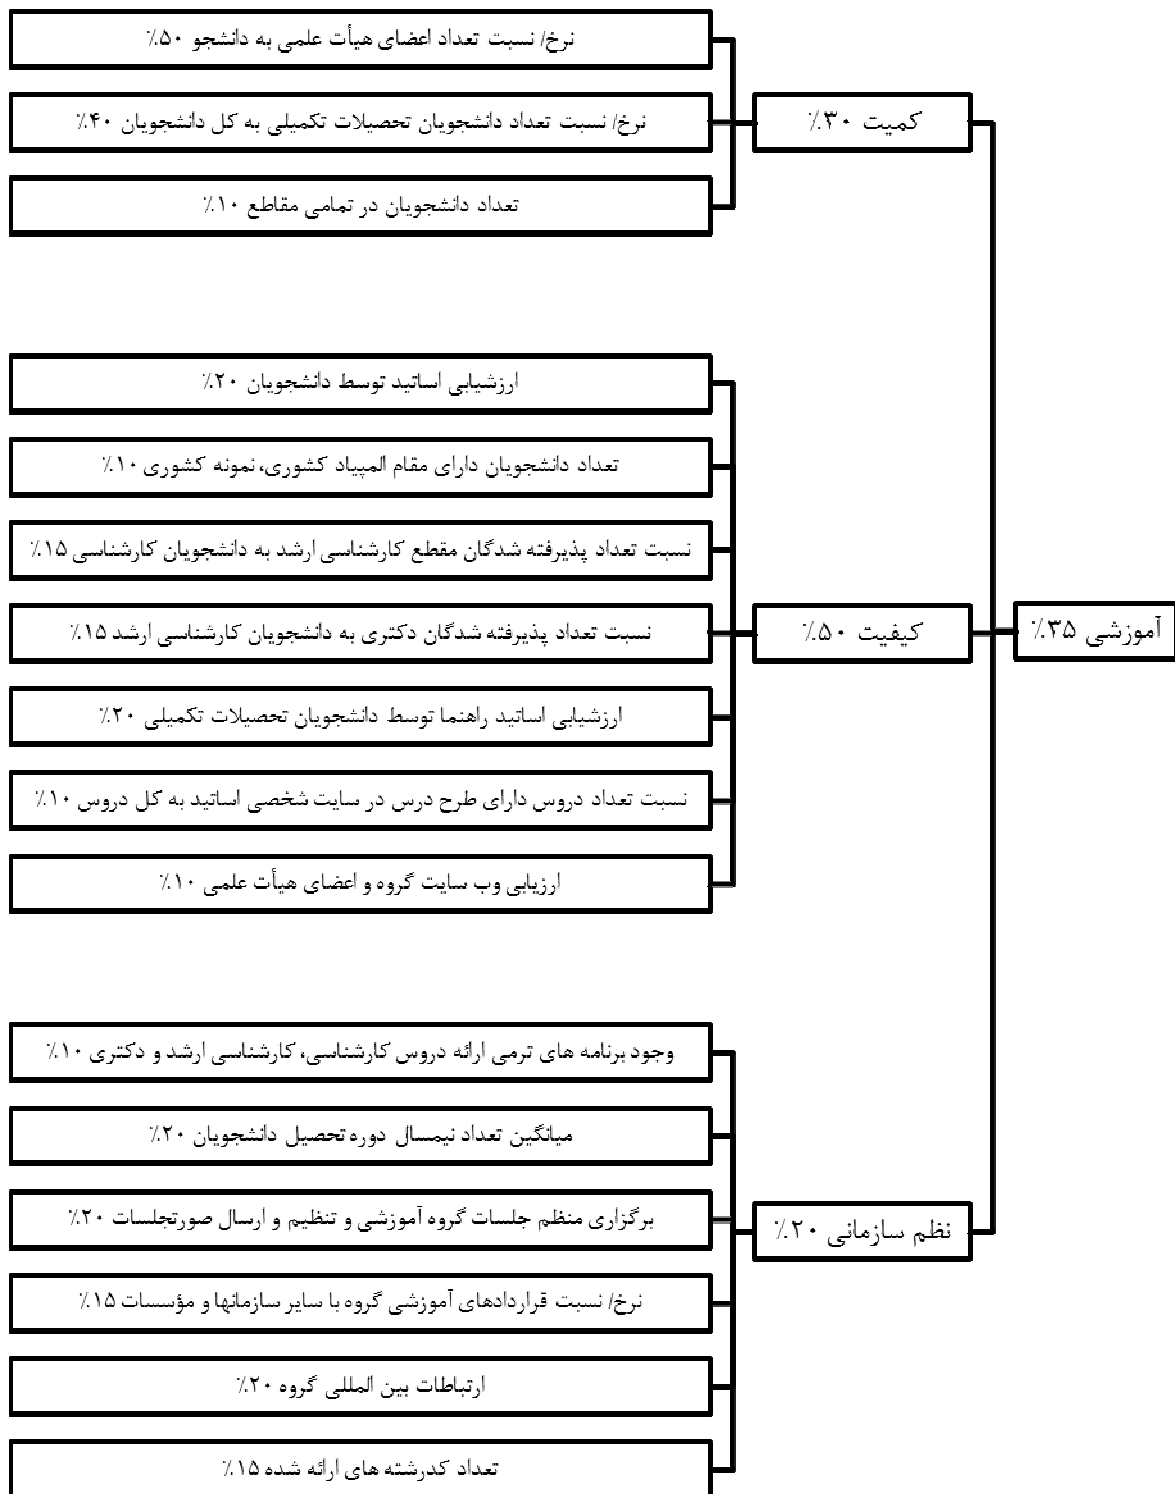 آموزشی ۳۵٪
کمیت ۳۰٪
نرخ/ نسبت تعداد اعضای هیأت علمی به دانشجو ۵۰٪
نرخ/ نسبت تعداد دانشجویان تحصیلات تکمیلی به کل دانشجویان ۴۰٪
تعداد دانشجویان در تمامی مقاطع ۱۰٪
کیفیت ۵۰٪
ارزشیابی اساتید توسط دانشجویان ۲۰٪
تعداد دانشجویان دارای مقام المپیاد کشوری، نمونه کشوری ۱۰٪
نسبت تعداد پذیرفته شدگان مقطع کارشناسی ارشد به دانشجویان کارشناسی ۱۵٪
نسبت تعداد پذیرفته شدگان دکتری به دانشجویان کارشناسی ارشد ۱۵٪
ارزشیابی اساتید راهنما توسط دانشجویان تحصیلات تکمیلی ۲۰٪
نسبت تعداد دروس دارای طرح درس در سایت شخصی اساتید به کل دروس ۱۰٪
ارزیابی وب سایت گروه و اعضای هیأت علمی ۱۰٪
نظم سازمانی ۲۰٪
وجود برنامه های ترمی ارائه دروس کارشناسی، کارشناسی ارشد و دکتری ۱۰٪
میانگین تعداد نیمسال دوره تحصیل دانشجویان ۲۰٪
برگزاری منظم جلسات گروه آموزشی و تنظیم و ارسال صورتجلسات ۲۰٪
نرخ/ نسبت قراردادهای آموزشی گروه با سایر سازمانها و مؤسسات ۱۵٪
ارتباطات بین المللی گروه ۲۰٪
تعداد کدرشته های ارائه شده ۱۵٪